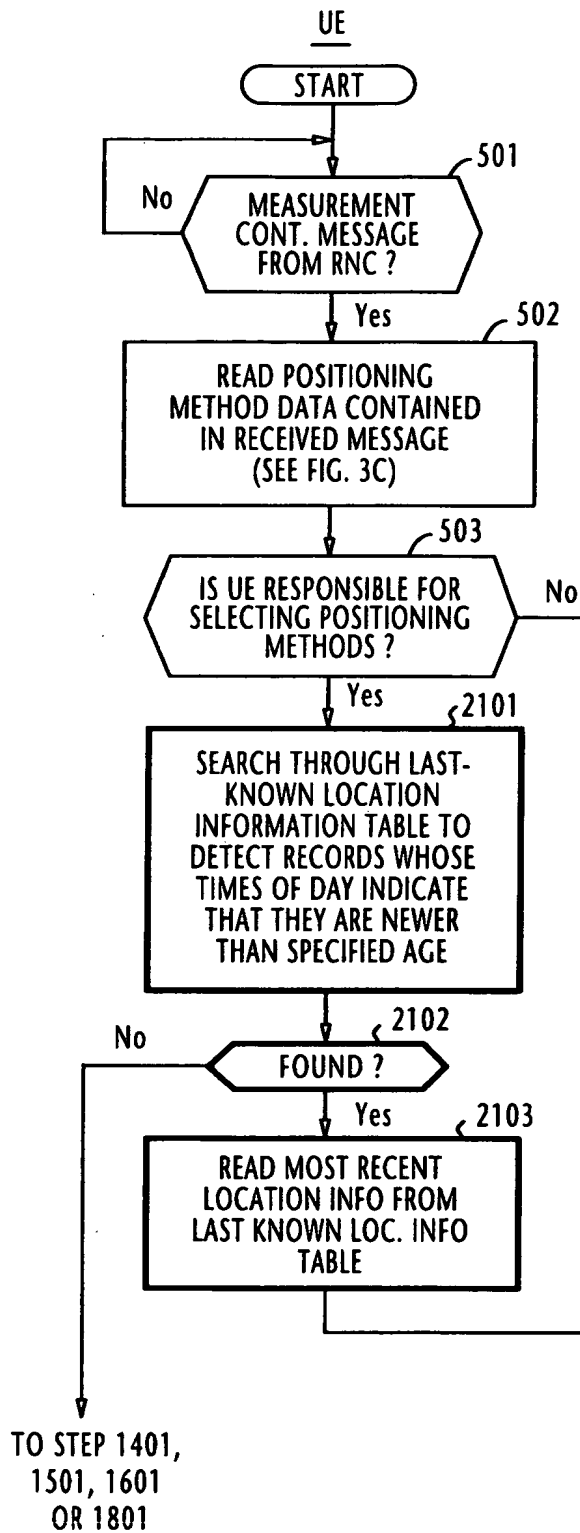 UE
START
501
No
MEASUREMENT
CONT. MESSAGE
FROM RNC ?
Yes
502
READ POSITIONING
METHOD DATA CONTAINED
IN RECEIVED MESSAGE
(SEE FIG. 3C)
503
IS UE RESPONSIBLE FOR
SELECTING POSITIONING
METHODS ?
No
Yes
2101
SEARCH THROUGH LAST-
KNOWN LOCATION
INFORMATION TABLE TO
DETECT RECORDS WHOSE
TIMES OF DAY INDICATE
THAT THEY ARE NEWER
THAN SPECIFIED AGE
No
2102
FOUND ?
Yes
2103
READ MOST RECENT
LOCATION INFO FROM
LAST KNOWN LOC. INFO
TABLE
TO STEP 1401,
1501, 1601
OR 1801